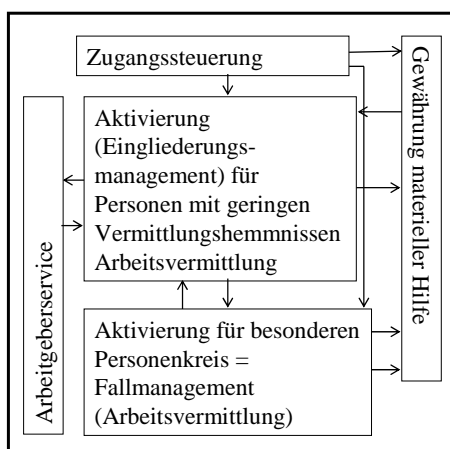 Zugangssteuerung
Aktivierung
(Eingliederungs-
management) für
Personen mit geringen
Vermittlungshemmnissen
Arbeitsvermittlung
Aktivierung für besonderen
Personenkreis =
Fallmanagement
(Arbeitsvermittlung)
Arbeitgeberservice
Gewährung materieller Hilfe